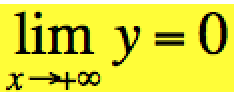 lim y = 0
x→+∞